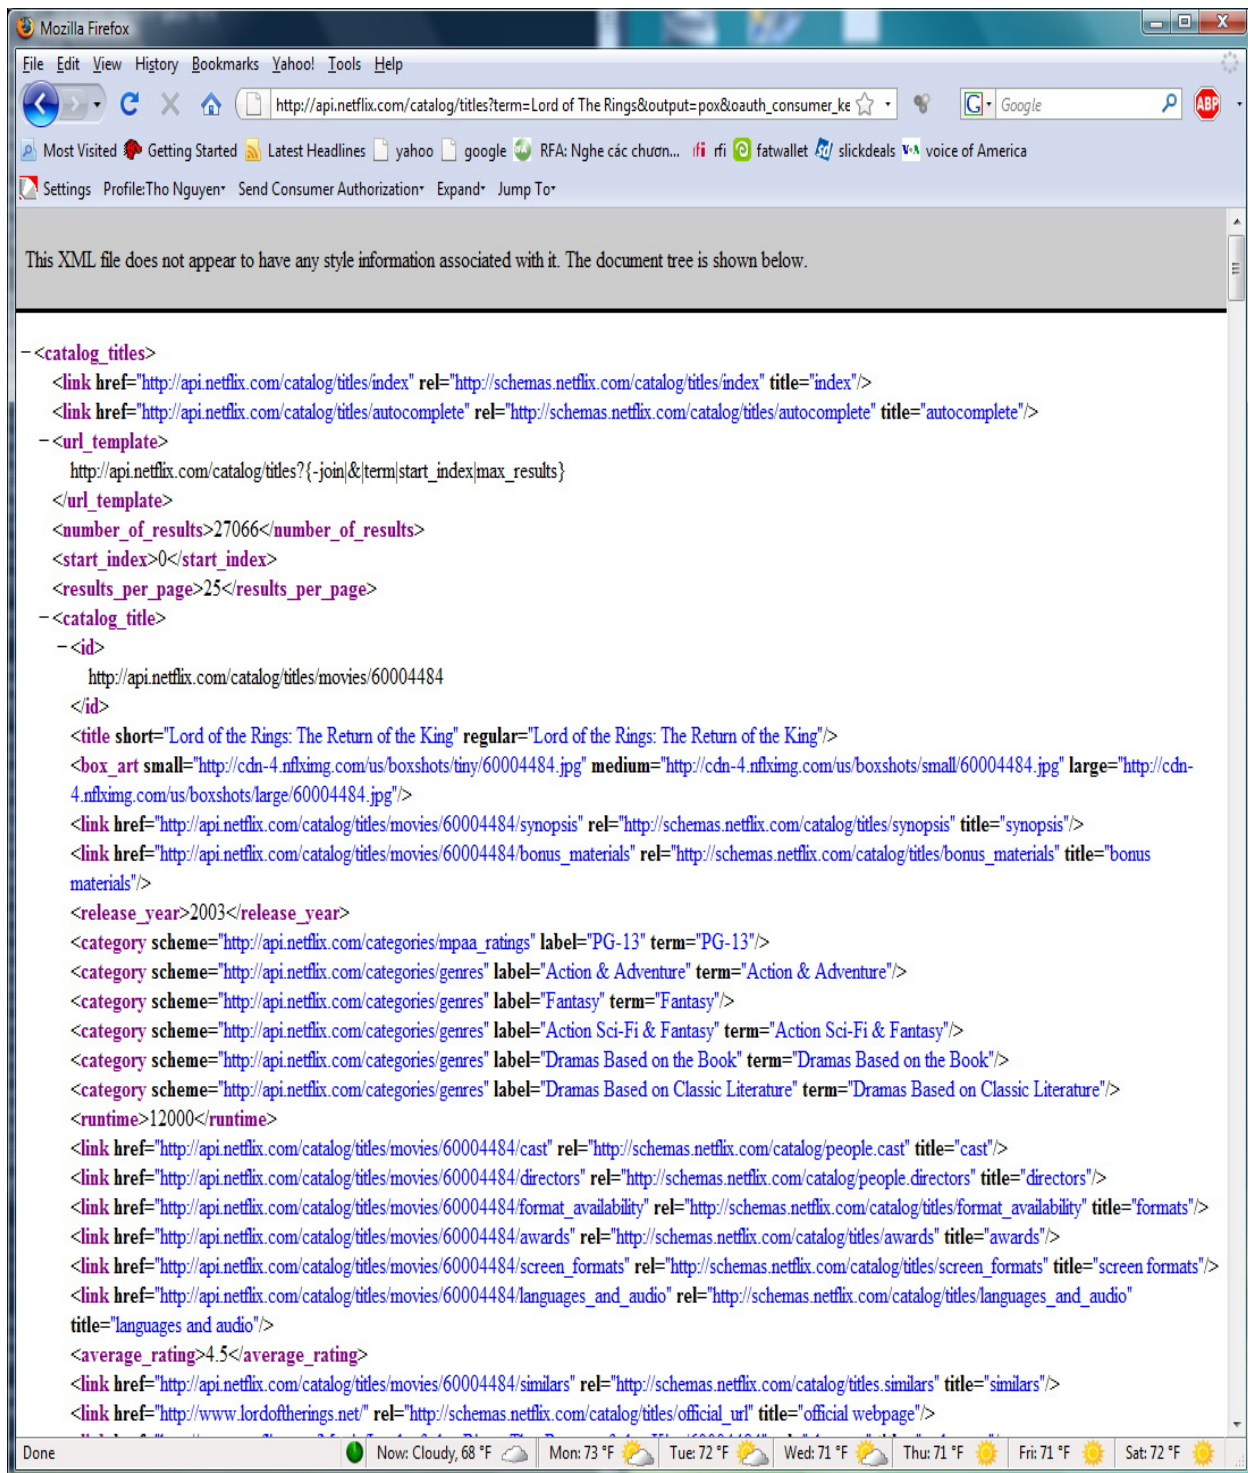 Mozilla Firefox
File Edit View History Bookmarks Yahoo! Tools Help
http://api.netflix.com/catalog/titles?term=Lord of The Rings&output=pox&oauth_consumer_ke
G Google
ABP
Most Visited Getting Started Latest Headlines yahoo google RFA: Nghe các chươn... rfi rfi fatwallet sd slickdeals VOA voice of America
Settings Profile:Tho Nguyen Send Consumer Authorization Expand Jump To
This XML file does not appear to have any style information associated with it. The document tree is shown below.
−<catalog_titles>
<link href="http://api.netflix.com/catalog/titles/index" rel="http://schemas.netflix.com/catalog/titles/index" title="index"/>
<link href="http://api.netflix.com/catalog/titles/autocomplete" rel="http://schemas.netflix.com/catalog/titles/autocomplete" title="autocomplete"/>
−<url_template>
http://api.netflix.com/catalog/titles?{-join|&|term|start_index|max_results}
</url_template>
<number_of_results>27066</number_of_results>
<start_index>0</start_index>
<results_per_page>25</results_per_page>
−<catalog_title>
−<id>
http://api.netflix.com/catalog/titles/movies/60004484
</id>
<title short="Lord of the Rings: The Return of the King" regular="Lord of the Rings: The Return of the King"/>
<box_art small="http://cdn-4.nflximg.com/us/boxshots/tiny/60004484.jpg" medium="http://cdn-4.nflximg.com/us/boxshots/small/60004484.jpg" large="http://cdn-
4.nflximg.com/us/boxshots/large/60004484.jpg"/>
<link href="http://api.netflix.com/catalog/titles/movies/60004484/synopsis" rel="http://schemas.netflix.com/catalog/titles/synopsis" title="synopsis"/>
<link href="http://api.netflix.com/catalog/titles/movies/60004484/bonus_materials" rel="http://schemas.netflix.com/catalog/titles/bonus_materials" title="bonus
materials"/>
<release_year>2003</release_year>
<category scheme="http://api.netflix.com/categories/mpaa_ratings" label="PG-13" term="PG-13"/>
<category scheme="http://api.netflix.com/categories/genres" label="Action & Adventure" term="Action & Adventure"/>
<category scheme="http://api.netflix.com/categories/genres" label="Fantasy" term="Fantasy"/>
<category scheme="http://api.netflix.com/categories/genres" label="Action Sci-Fi & Fantasy" term="Action Sci-Fi & Fantasy"/>
<category scheme="http://api.netflix.com/categories/genres" label="Dramas Based on the Book" term="Dramas Based on the Book"/>
<category scheme="http://api.netflix.com/categories/genres" label="Dramas Based on Classic Literature" term="Dramas Based on Classic Literature"/>
<runtime>12000</runtime>
<link href="http://api.netflix.com/catalog/titles/movies/60004484/cast" rel="http://schemas.netflix.com/catalog/people.cast" title="cast"/>
<link href="http://api.netflix.com/catalog/titles/movies/60004484/directors" rel="http://schemas.netflix.com/catalog/people.directors" title="directors"/>
<link href="http://api.netflix.com/catalog/titles/movies/60004484/format_availability" rel="http://schemas.netflix.com/catalog/titles/format_availability" title="formats"/>
<link href="http://api.netflix.com/catalog/titles/movies/60004484/awards" rel="http://schemas.netflix.com/catalog/titles/awards" title="awards"/>
<link href="http://api.netflix.com/catalog/titles/movies/60004484/screen_formats" rel="http://schemas.netflix.com/catalog/titles/screen_formats" title="screen formats"/>
<link href="http://api.netflix.com/catalog/titles/movies/60004484/languages_and_audio" rel="http://schemas.netflix.com/catalog/titles/languages_and_audio"
title="languages and audio"/>
<average_rating>4.5</average_rating>
<link href="http://api.netflix.com/catalog/titles/movies/60004484/similars" rel="http://schemas.netflix.com/catalog/titles.similars" title="similars"/>
<link href="http://www.lordoftherings.net/" rel="http://schemas.netflix.com/catalog/titles/official_url" title="official webpage"/>
Done Now: Cloudy, 68 °F Mon: 73 °F Tue: 72 °F Wed: 71 °F Thu: 71 °F Fri: 71 °F Sat: 72 °F